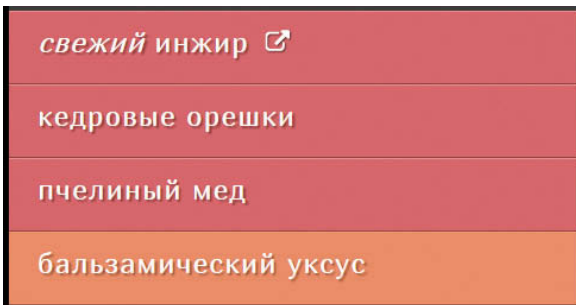 свежий инжир
кедровые орешки
пчелиный мед
бальзамический уксус